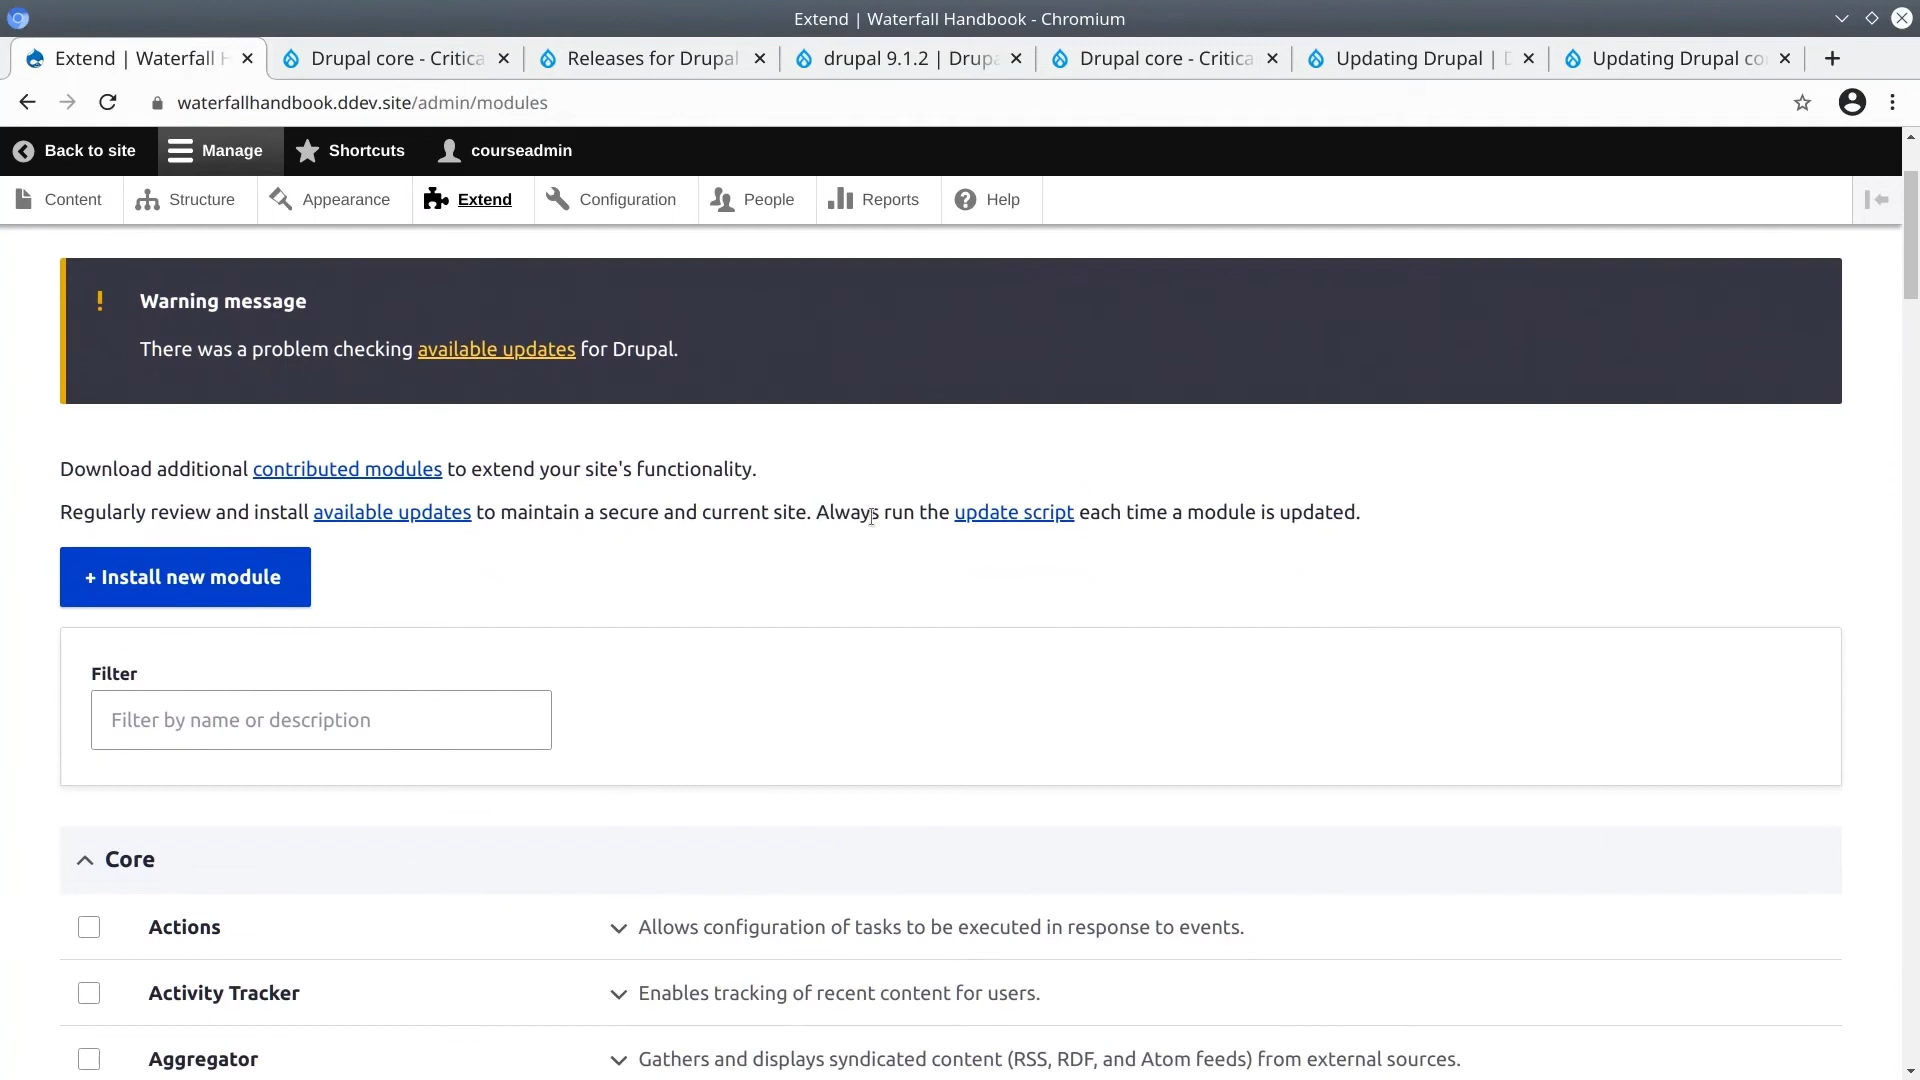 Extend | Waterfall Handbook - Chromium
Extend | Waterfall H
Drupal core - Critica
Releases for Drupal
drupal 9.1.2 | Drupa
Drupal core - Critica
Updating Drupal | D
Updating Drupal co
waterfallhandbook.ddev.site/admin/modules
Back to site
Manage
Shortcuts
courseadmin
Content
Structure
Appearance
Extend
Configuration
People
Reports
Help
Warning message
There was a problem checking available updates for Drupal.
Download additional contributed modules to extend your site's functionality.
Regularly review and install available updates to maintain a secure and current site. Always run the update script each time a module is updated.
+ Install new module
Filter
Filter by name or description
Core
Actions
Allows configuration of tasks to be executed in response to events.
Activity Tracker
Enables tracking of recent content for users.
Aggregator
Gathers and displays syndicated content (RSS, RDF, and Atom feeds) from external sources.